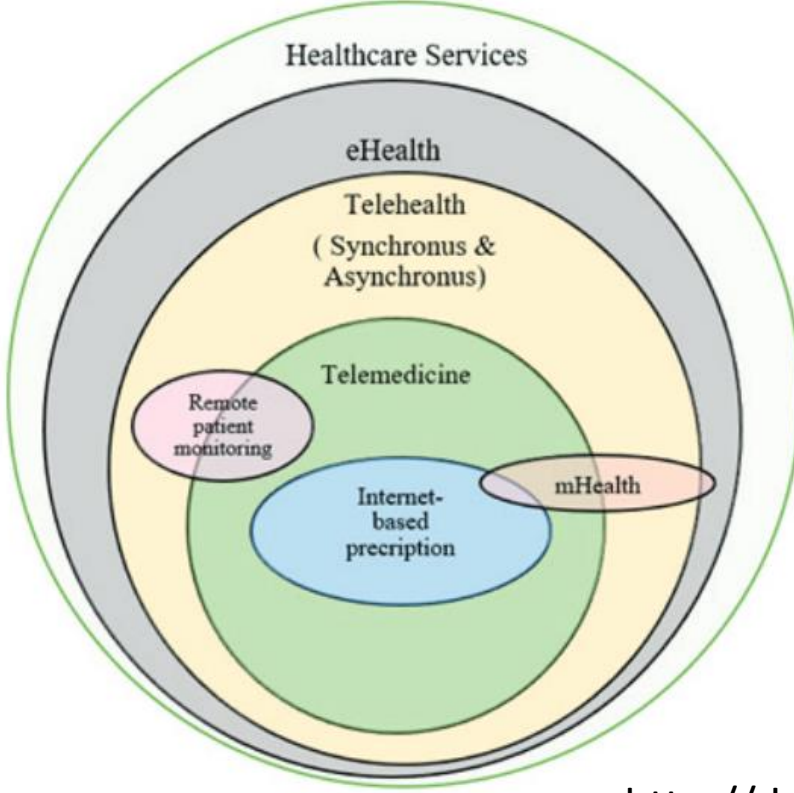 Healthcare Services
eHealth
Telehealth
( Synchronus &
Asynchronus)
Telemedicine
Remote
patient
monitoring
mHealth
Internet-
based
precription